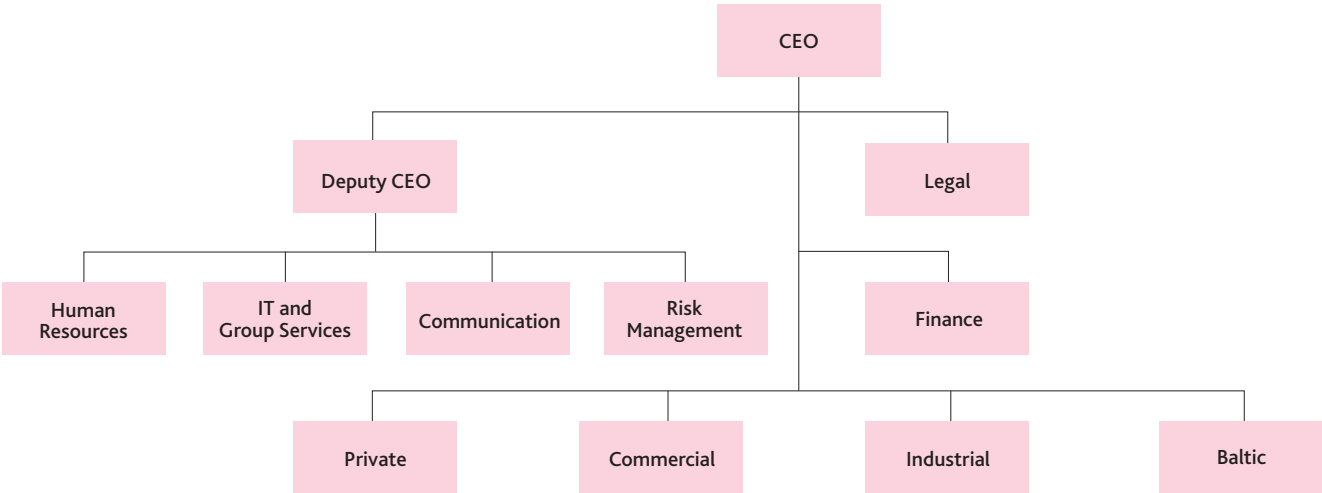 CEO
Deputy CEO
Legal
Human
Resources
IT and
Group Services
Communication
Risk
Management
Finance
Private
Commercial
Industrial
Baltic